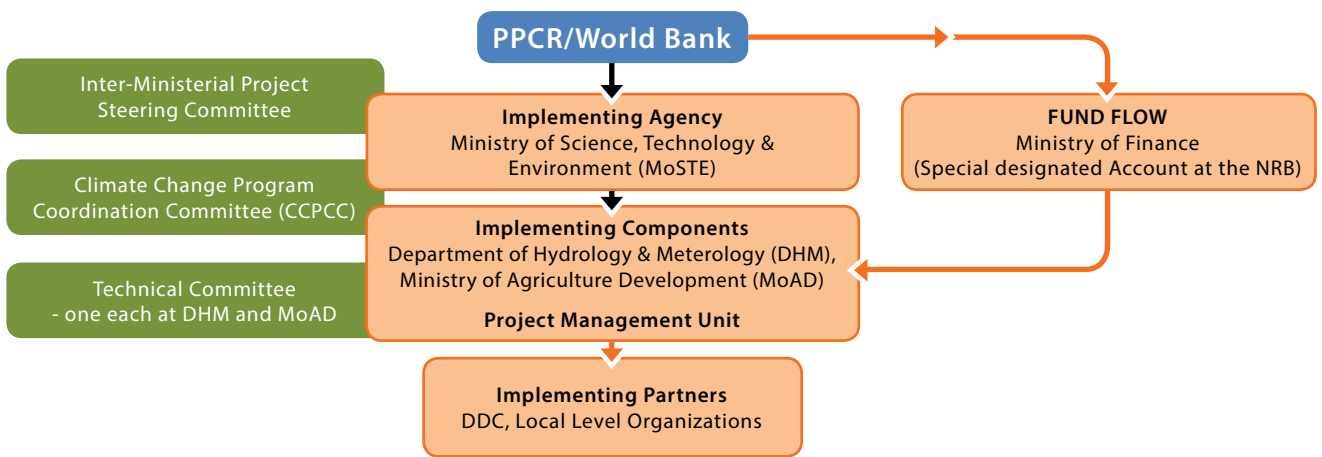 PPCR/World Bank
Inter-Ministerial Project
Steering Committee
Climate Change Program
Coordination Committee (CCPCC)
Technical Committee
- one each at DHM and MoAD
Implementing Agency
Ministry of Science, Technology &
Environment (MoSTE)
Implementing Components
Department of Hydrology & Meterology (DHM),
Ministry of Agriculture Development (MoAD)
Project Management Unit
Implementing Partners
DDC, Local Level Organizations
FUND FLOW
Ministry of Finance
(Special designated Account at the NRB)